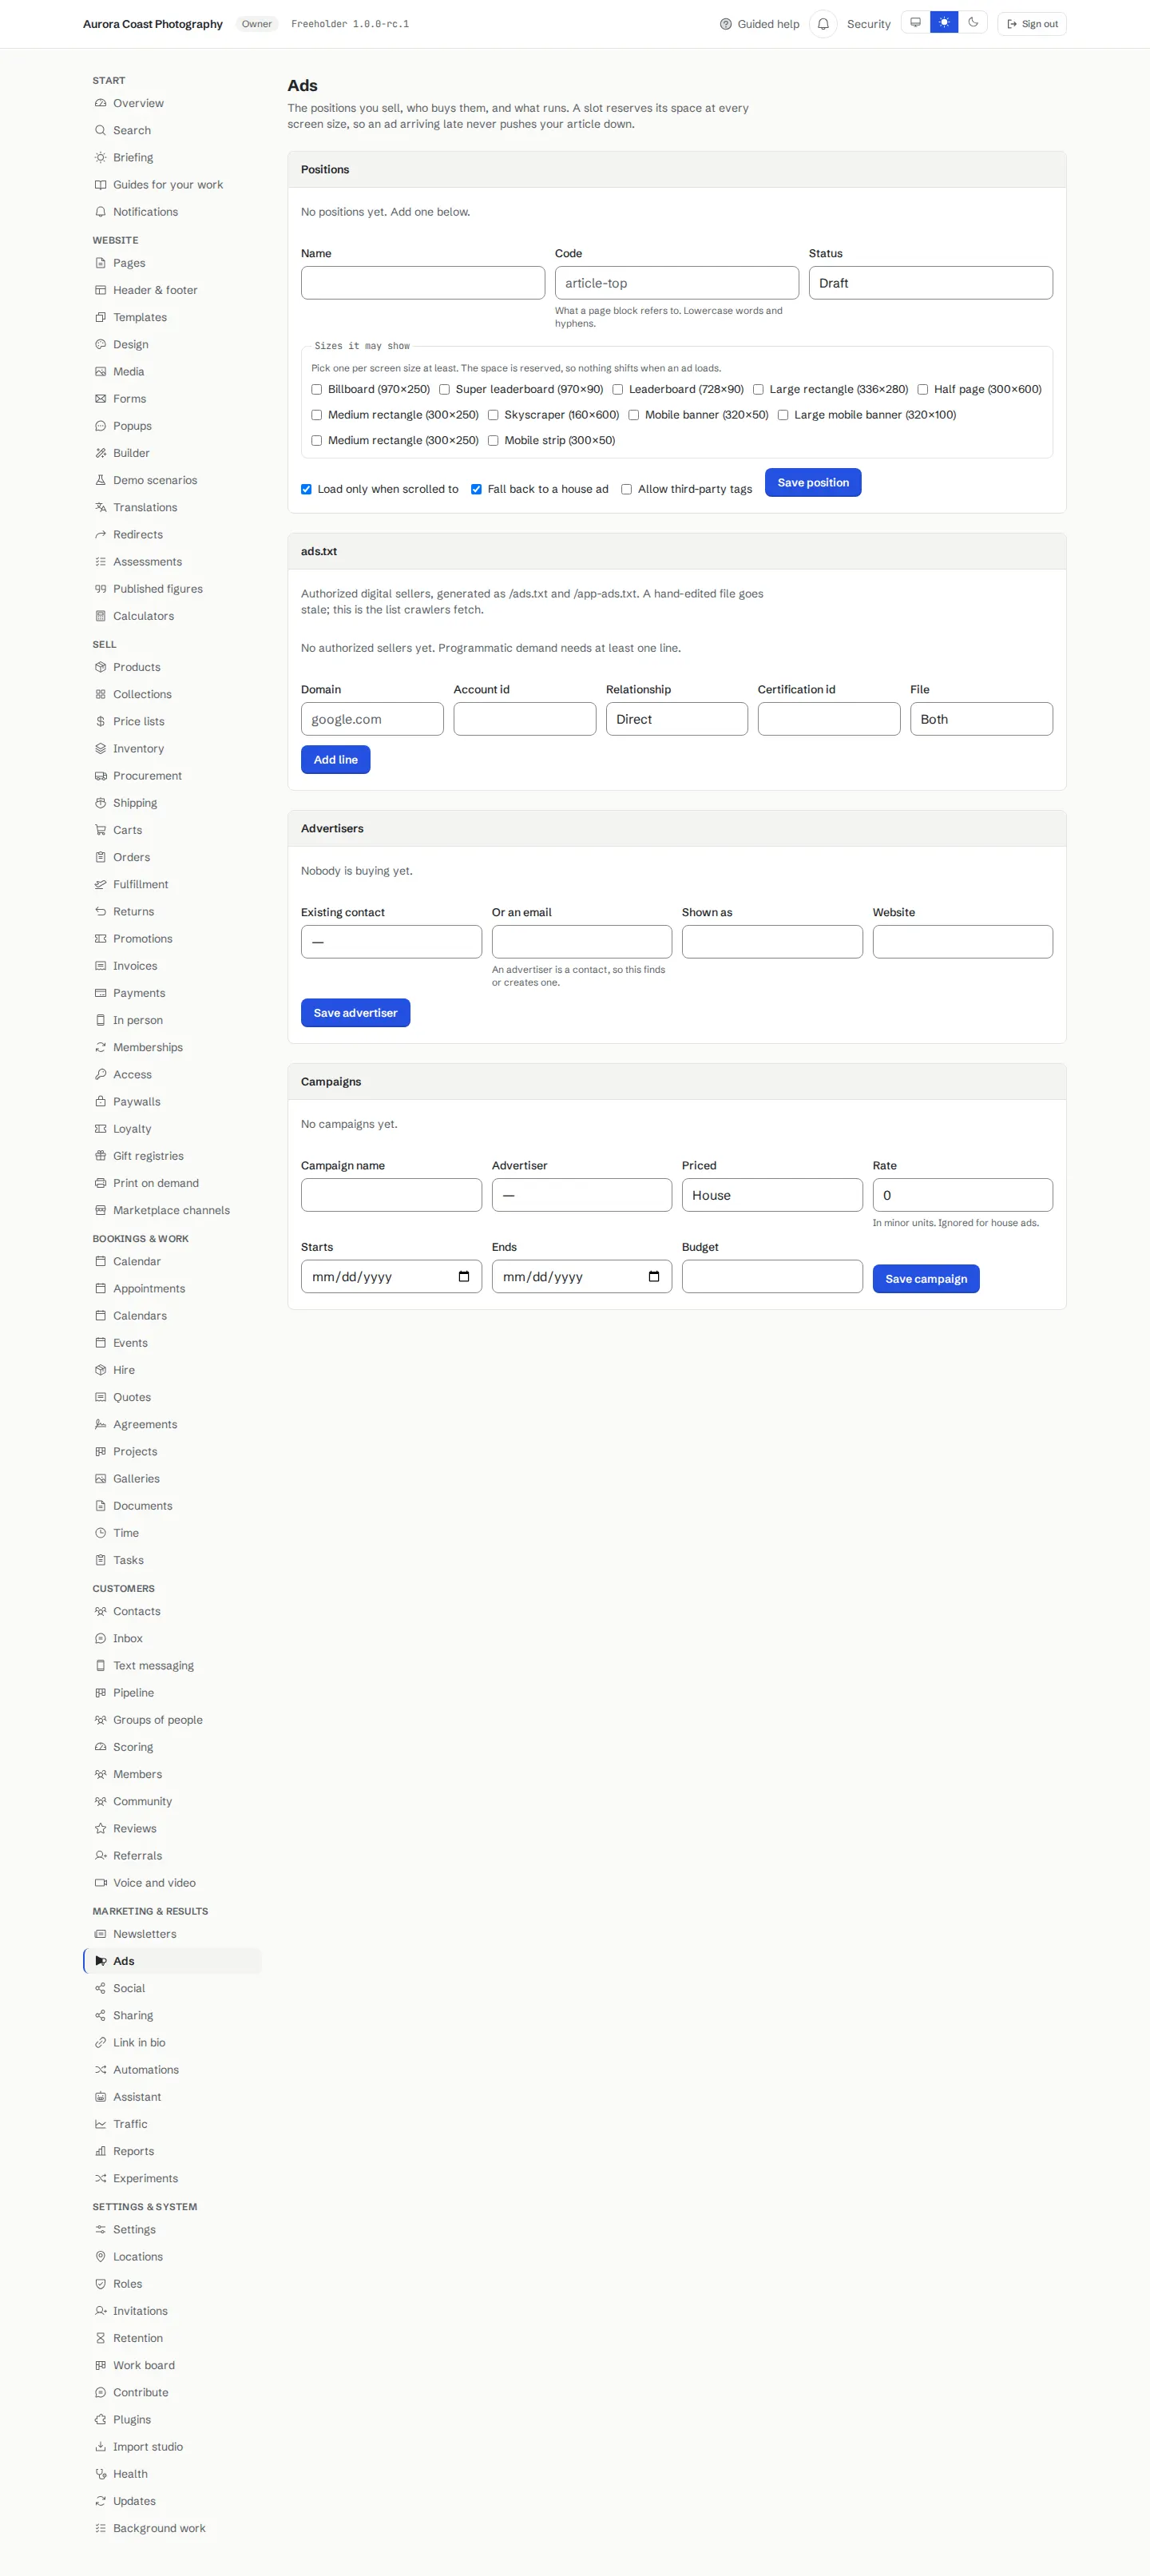 Aurora Coast Photography Owner Freeholder 1.0.0-rc.1 Guided help Security Sign out
START
Overview
Search
Briefing
Guides for your work
Notifications
WEBSITE
Pages
Header & footer
Templates
Design
Media
Forms
Popups
Builder
Demo scenarios
Translations
Redirects
Assessments
Published figures
Calculators
SELL
Products
Collections
Price lists
Inventory
Procurement
Shipping
Carts
Orders
Fulfillment
Returns
Promotions
Invoices
Payments
In person
Memberships
Access
Paywalls
Loyalty
Gift registries
Print on demand
Marketplace channels
BOOKINGS & WORK
Calendar
Appointments
Calendars
Events
Hire
Quotes
Agreements
Projects
Galleries
Documents
Time
Tasks
CUSTOMERS
Contacts
Inbox
Text messaging
Pipeline
Groups of people
Scoring
Members
Community
Reviews
Referrals
Voice and video
MARKETING & RESULTS
Newsletters
Ads
Social
Sharing
Link in bio
Automations
Assistant
Traffic
Reports
Experiments
SETTINGS & SYSTEM
Settings
Locations
Roles
Invitations
Retention
Work board
Contribute
Plugins
Import studio
Health
Updates
Background work
Ads
The positions you sell, who buys them, and what runs. A slot reserves its space at every
screen size, so an ad arriving late never pushes your article down.
Positions
No positions yet. Add one below.
Name Code Status
article-top Draft
What a page block refers to. Lowercase words and
hyphens.
Sizes it may show
Pick one per screen size at least. The space is reserved, so nothing shifts when an ad loads.
Billboard (970×250) Super leaderboard (970×90) Leaderboard (728×90) Large rectangle (336×280) Half page (300×600)
Medium rectangle (300×250) Skyscraper (160×600) Mobile banner (320×50) Large mobile banner (320×100)
Medium rectangle (300×250) Mobile strip (300×50)
Load only when scrolled to Fall back to a house ad Allow third-party tags Save position
ads.txt
Authorized digital sellers, generated as /ads.txt and /app-ads.txt. A hand-edited file goes
stale; this is the list crawlers fetch.
No authorized sellers yet. Programmatic demand needs at least one line.
Domain Account id Relationship Certification id File
google.com Direct Both
Add line
Advertisers
Nobody is buying yet.
Existing contact Or an email Shown as Website
—
An advertiser is a contact, so this finds
or creates one.
Save advertiser
Campaigns
No campaigns yet.
Campaign name Advertiser Priced Rate
— House 0
In minor units. Ignored for house ads.
Starts Ends Budget
mm/dd/yyyy mm/dd/yyyy Save campaign